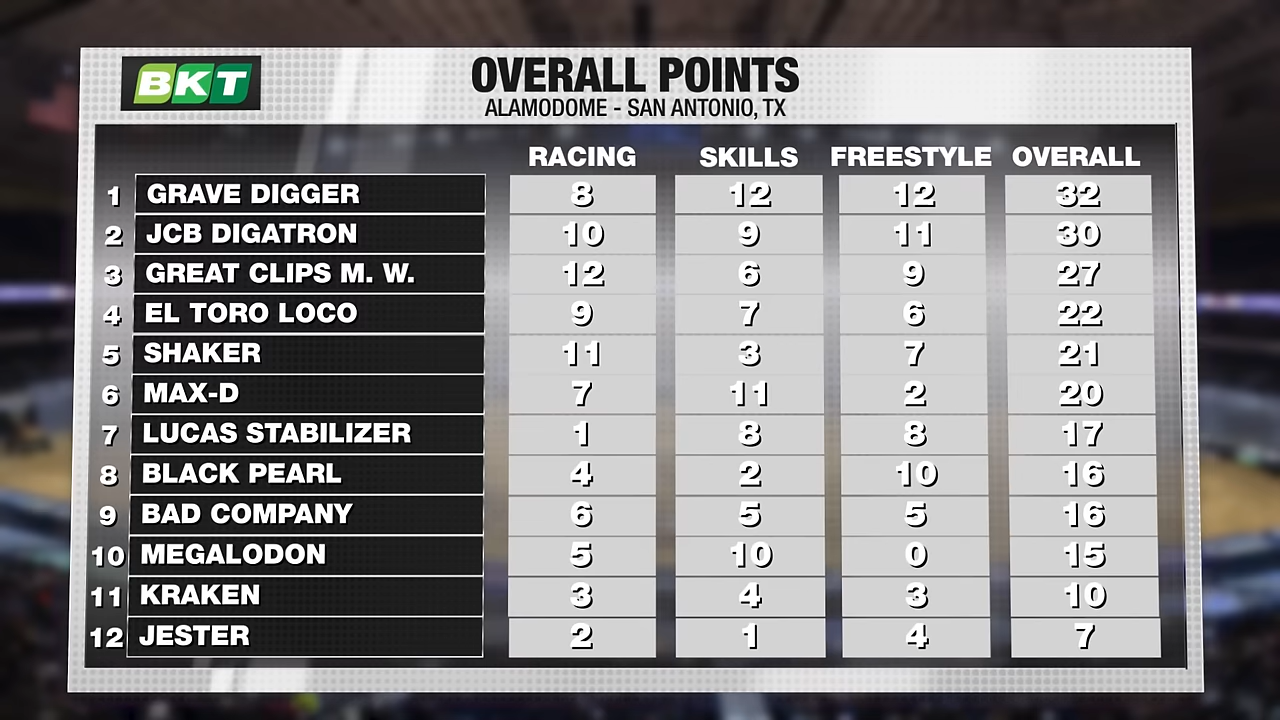 BKT
OVERALL POINTS
ALAMODOME - SAN ANTONIO, TX
RACING SKILLS FREESTYLE OVERALL
1 GRAVE DIGGER 8 12 12 32
2 JCB DIGATRON 10 9 11 30
3 GREAT CLIPS M. W. 12 6 9 27
4 EL TORO LOCO 9 7 6 22
5 SHAKER 11 3 7 21
6 MAX-D 7 11 2 20
7 LUCAS STABILIZER 1 8 8 17
8 BLACK PEARL 4 2 10 16
9 BAD COMPANY 6 5 5 16
10 MEGALODON 5 10 0 15
11 KRAKEN 3 4 3 10
12 JESTER 2 1 4 7